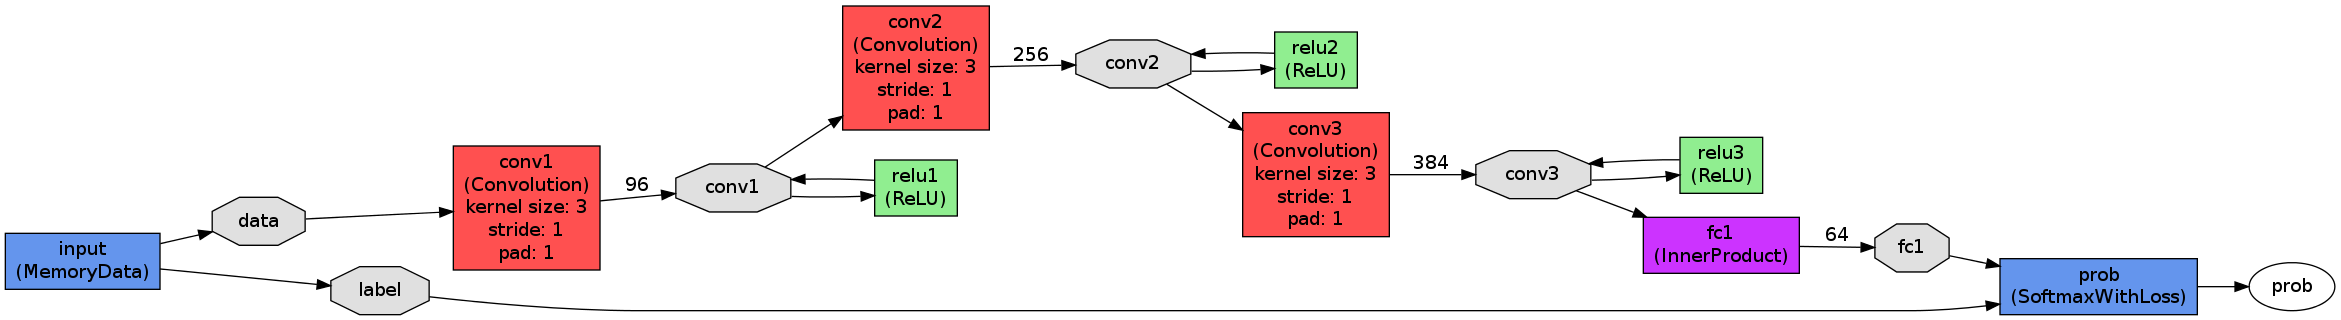 input
(MemoryData)
data
label
conv1
(Convolution)
kernel size: 3
stride: 1
pad: 1
96
conv1
relu1
(ReLU)
conv2
(Convolution)
kernel size: 3
stride: 1
pad: 1
256
conv2
relu2
(ReLU)
conv3
(Convolution)
kernel size: 3
stride: 1
pad: 1
384
conv3
relu3
(ReLU)
fc1
(InnerProduct)
64
fc1
prob
(SoftmaxWithLoss)
prob